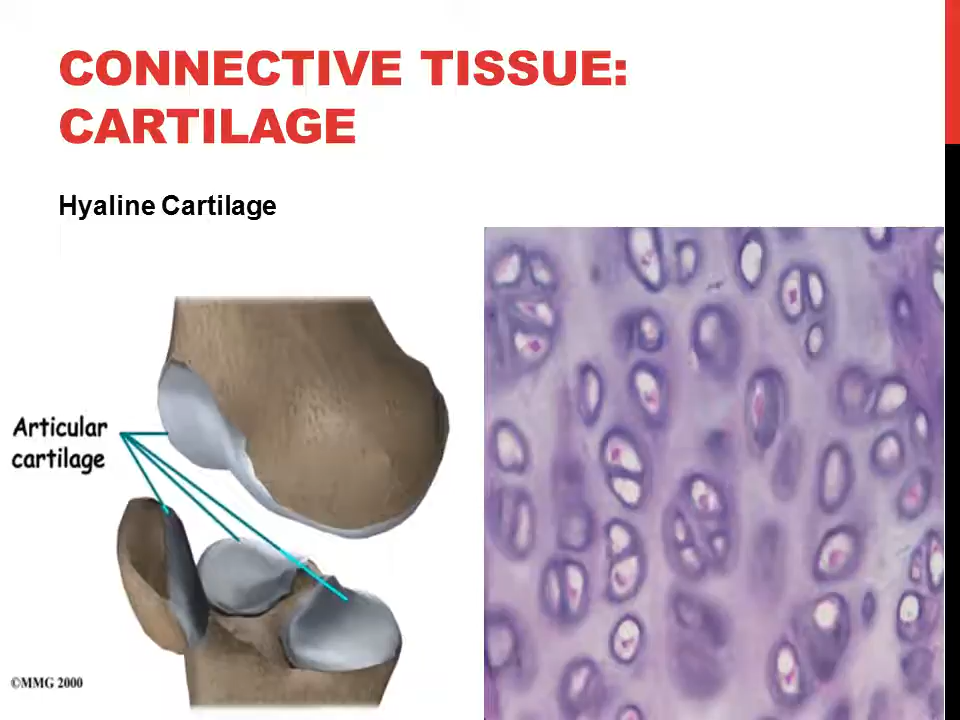 CONNECTIVE TISSUE:
CARTILAGE
Hyaline Cartilage
Articular
cartilage
©MMG 2000